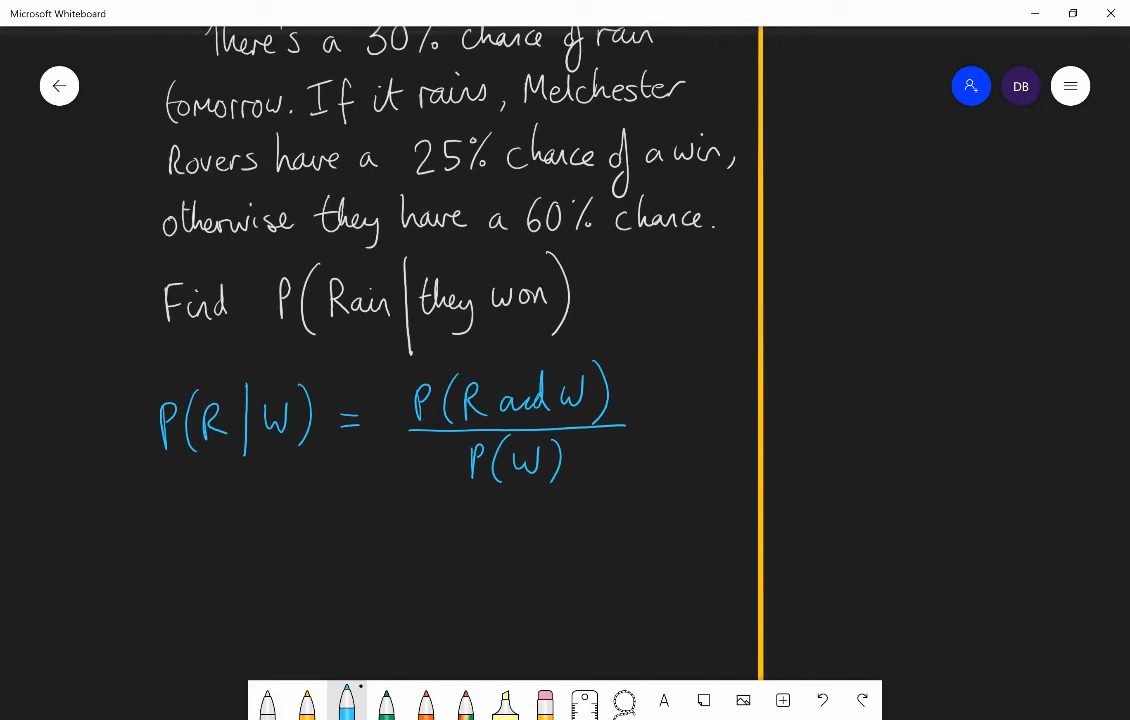 Microsoft Whiteboard
There's a 30% chance of rain
tomorrow. If it rains, Melchester
Rovers have a 25% chance of a win,
otherwise they have a 60% chance.
Find P(Rain | they won)
P(R | W) = P(R and W) / P(W)
DB
A